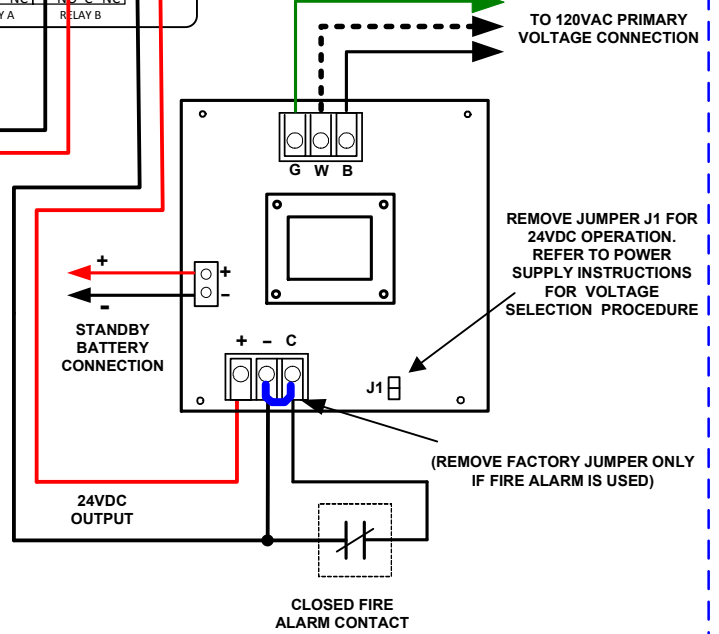 RELAY B
TO 120VAC PRIMARY
VOLTAGE CONNECTION
G W B
REMOVE JUMPER J1 FOR
24VDC OPERATION.
REFER TO POWER
SUPPLY INSTRUCTIONS
FOR VOLTAGE
SELECTION PROCEDURE
+ +
- –
STANDBY
BATTERY
CONNECTION
+ – C
J1
(REMOVE FACTORY JUMPER ONLY
IF FIRE ALARM IS USED)
24VDC
OUTPUT
CLOSED FIRE
ALARM CONTACT